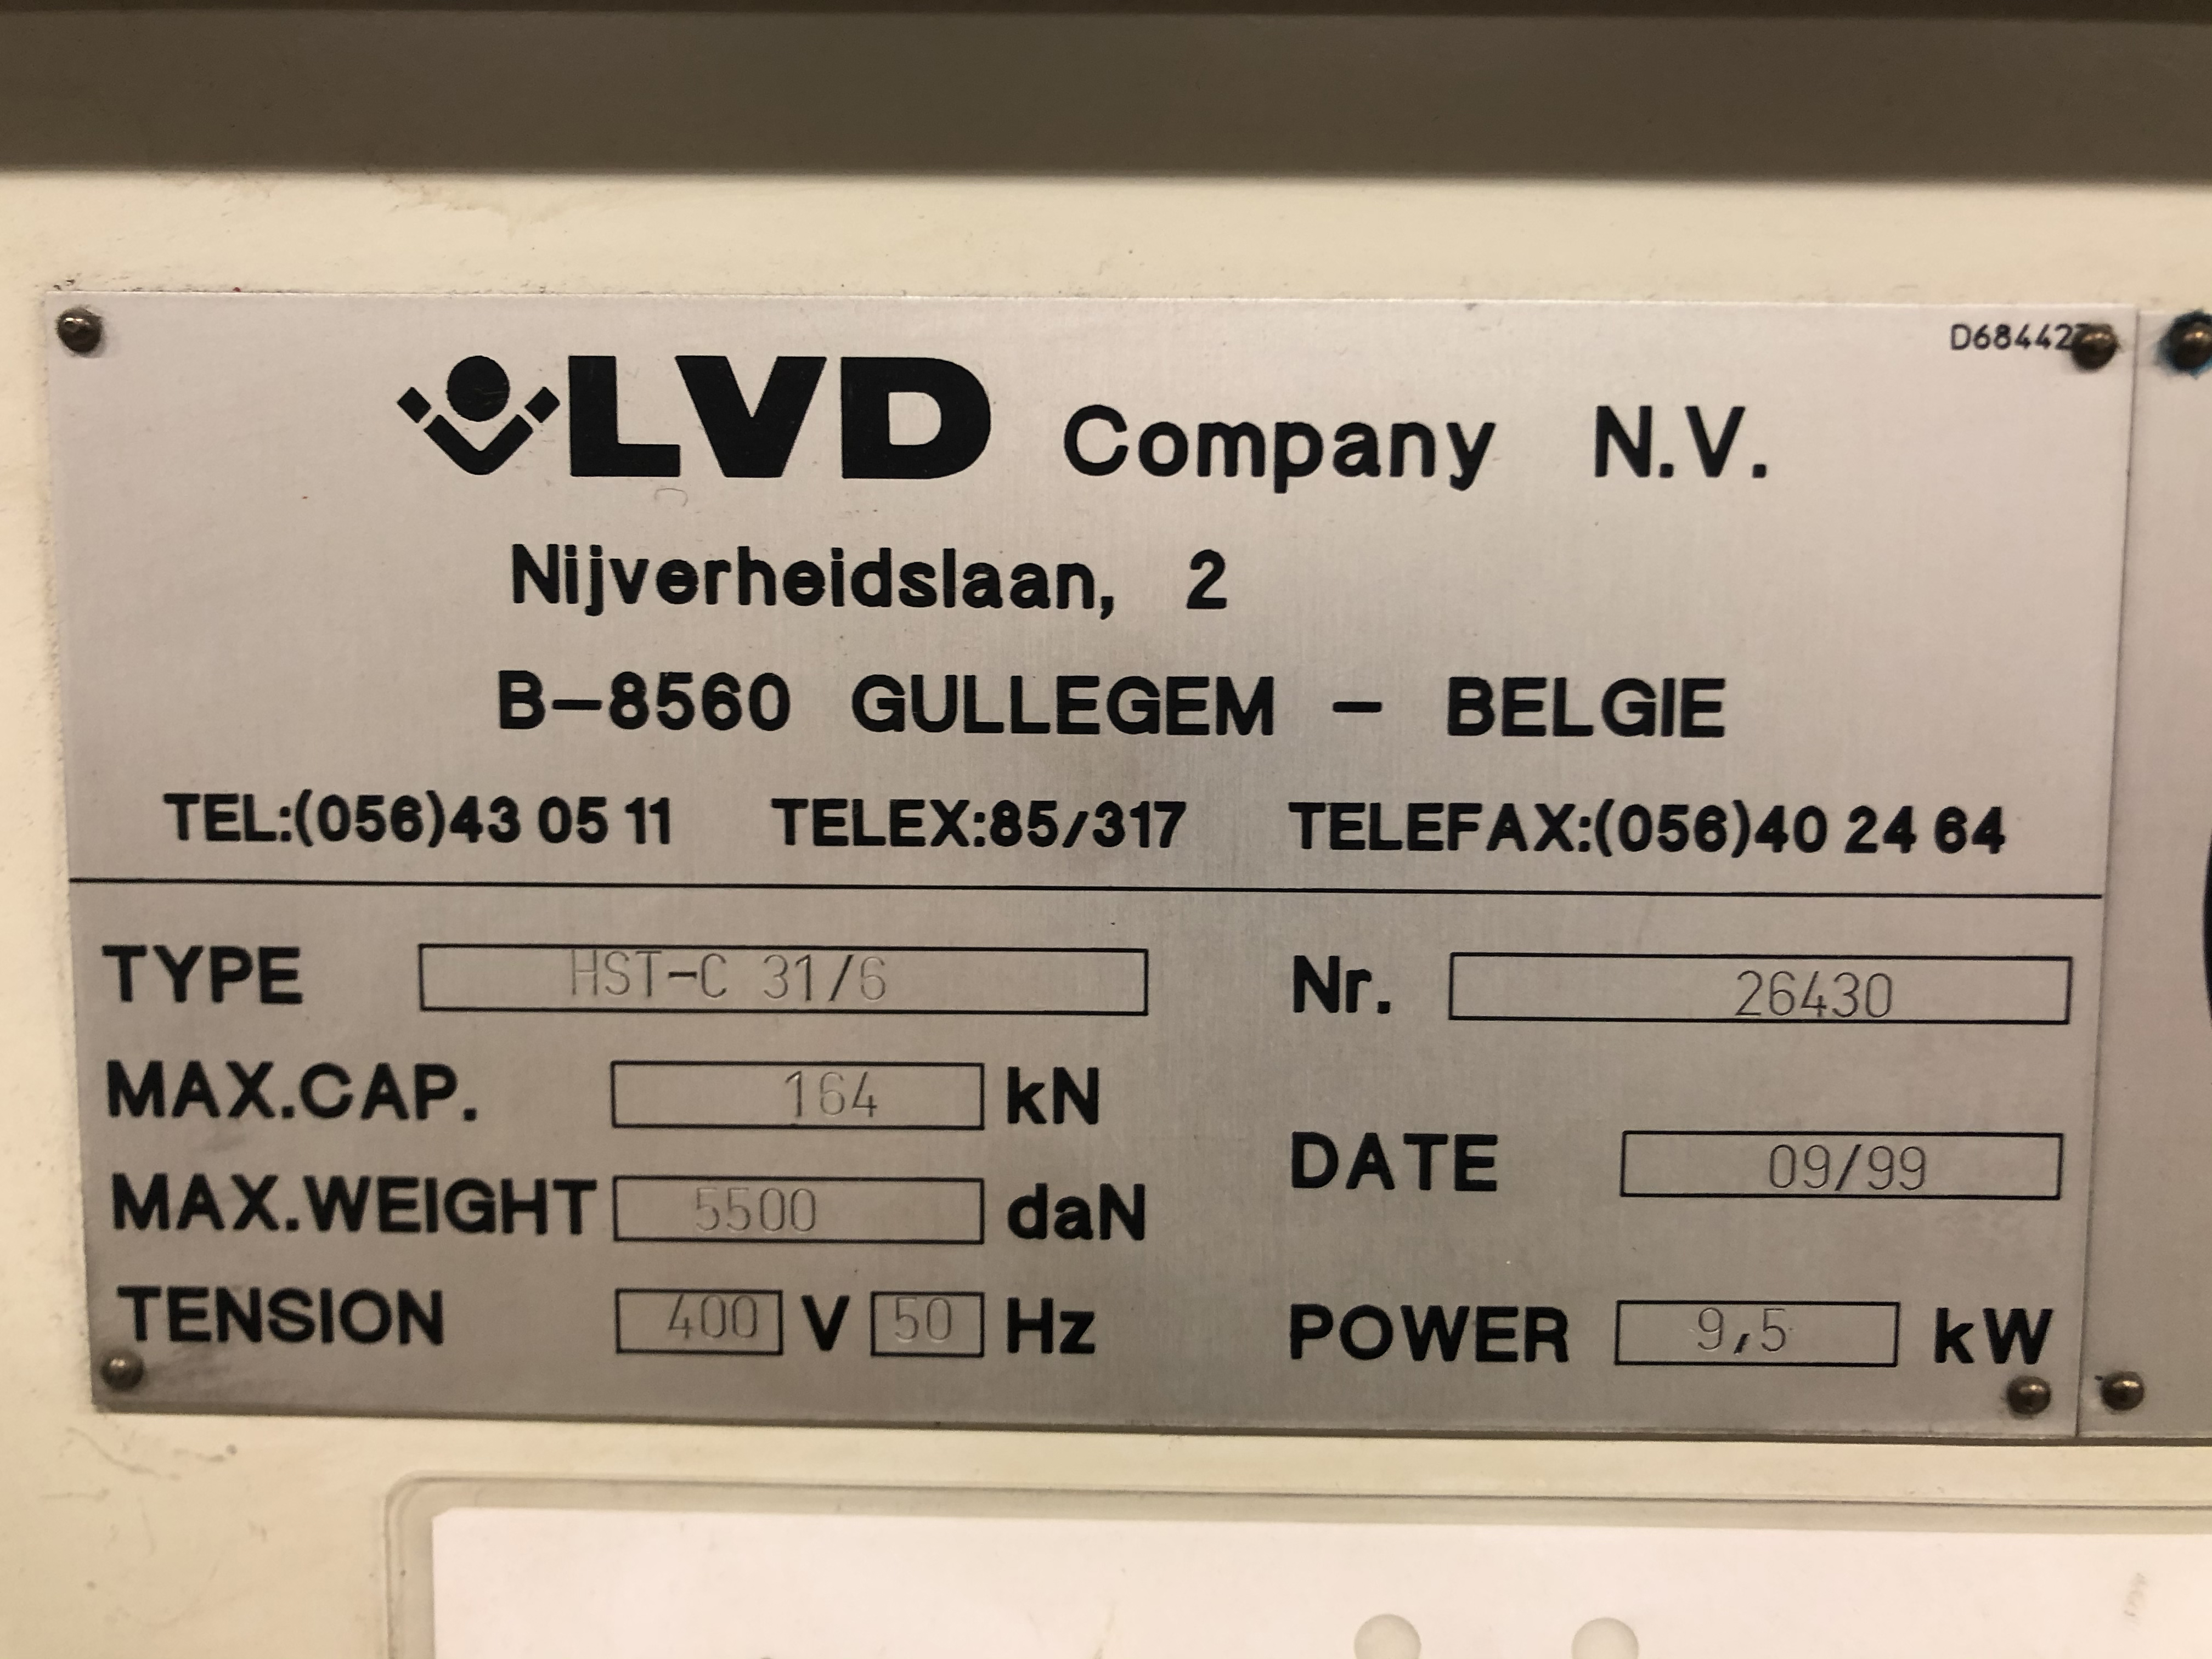 D68442
LVD Company N.V.
Nijverheidslaan, 2
B-8560 GULLEGEM - BELGIE
TEL:(056)43 05 11 TELEX:85/317 TELEFAX:(056)40 24 64
TYPE HST-C 31/6 Nr. 26430
MAX.CAP. 164 kN
DATE 09/99
MAX.WEIGHT 5500 daN
TENSION 400 V 50 Hz POWER 9,5 kW